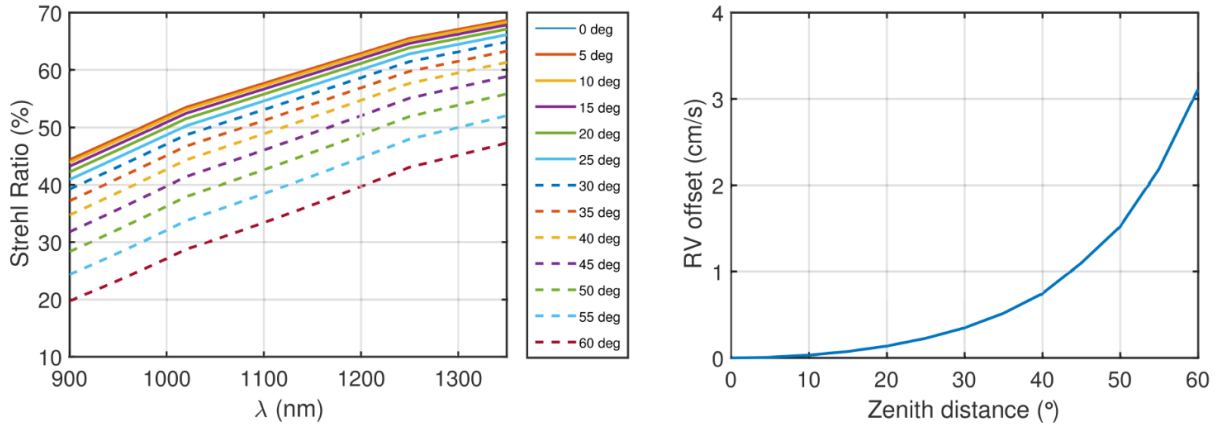 Strehl Ratio (%)
70
60
50
40
30
20
10
900
1000
1100
1200
1300
λ (nm)
0 deg
5 deg
10 deg
15 deg
20 deg
25 deg
30 deg
35 deg
40 deg
45 deg
50 deg
55 deg
60 deg
RV offset (cm/s)
4
3
2
1
0
0
10
20
30
40
50
60
Zenith distance (°)